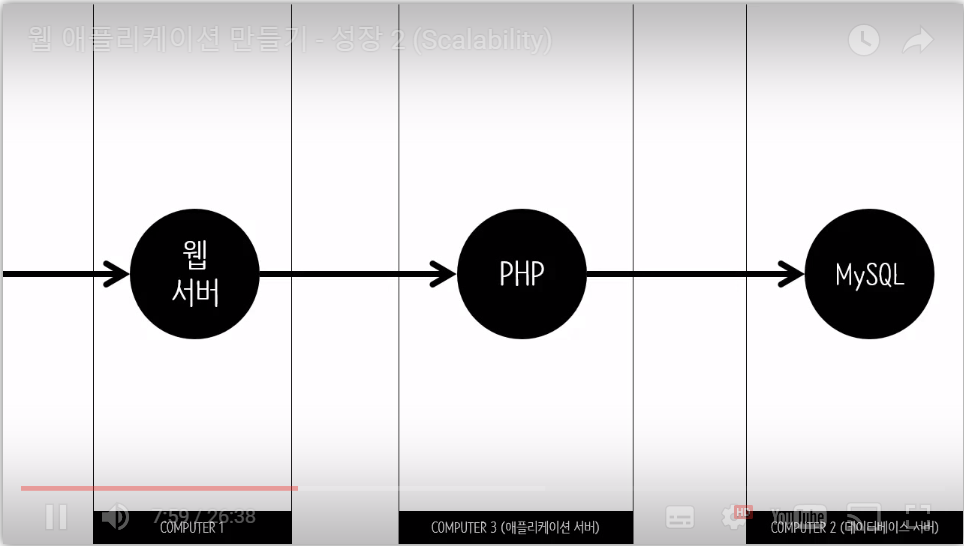 웹 애플리케이션 만들기 - 성장 2 (Scalability)
웹
서버
PHP
MySQL
7:59 / 26:38
HD
YouTube
COMPUTER 1
COMPUTER 3 (애플리케이션 서버)
COMPUTER 2 (데이터베이스 서버)